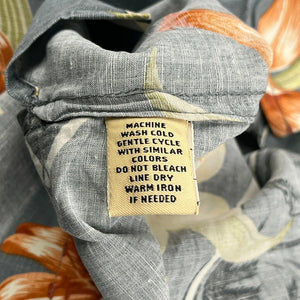 MACHINE
WASH COLD
GENTLE CYCLE
WITH SIMILAR
COLORS
DO NOT BLEACH
LINE DRY
WARM IRON
IF NEEDED